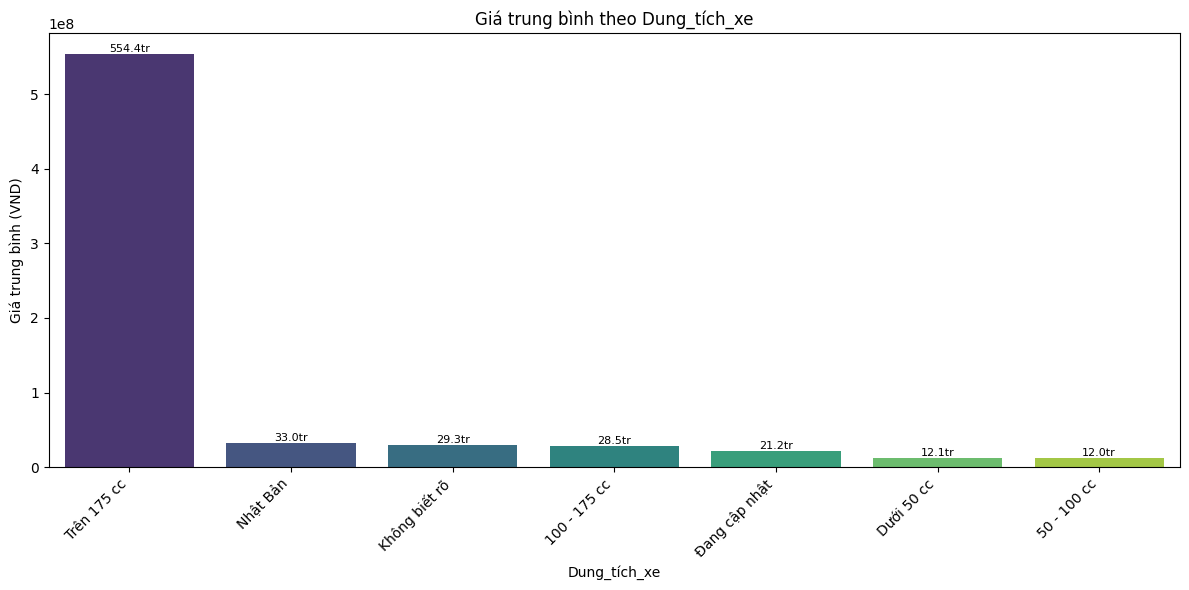 Giá trung bình theo Dung_tích_xe
1e8
Giá trung bình (VND)
5
4
3
2
1
0
554.4tr
33.0tr
29.3tr
28.5tr
21.2tr
12.1tr
12.0tr
Trên 175 cc
Nhật Bản
Không biết rõ
100 - 175 cc
Đang cập nhật
Dưới 50 cc
50 - 100 cc
Dung_tích_xe